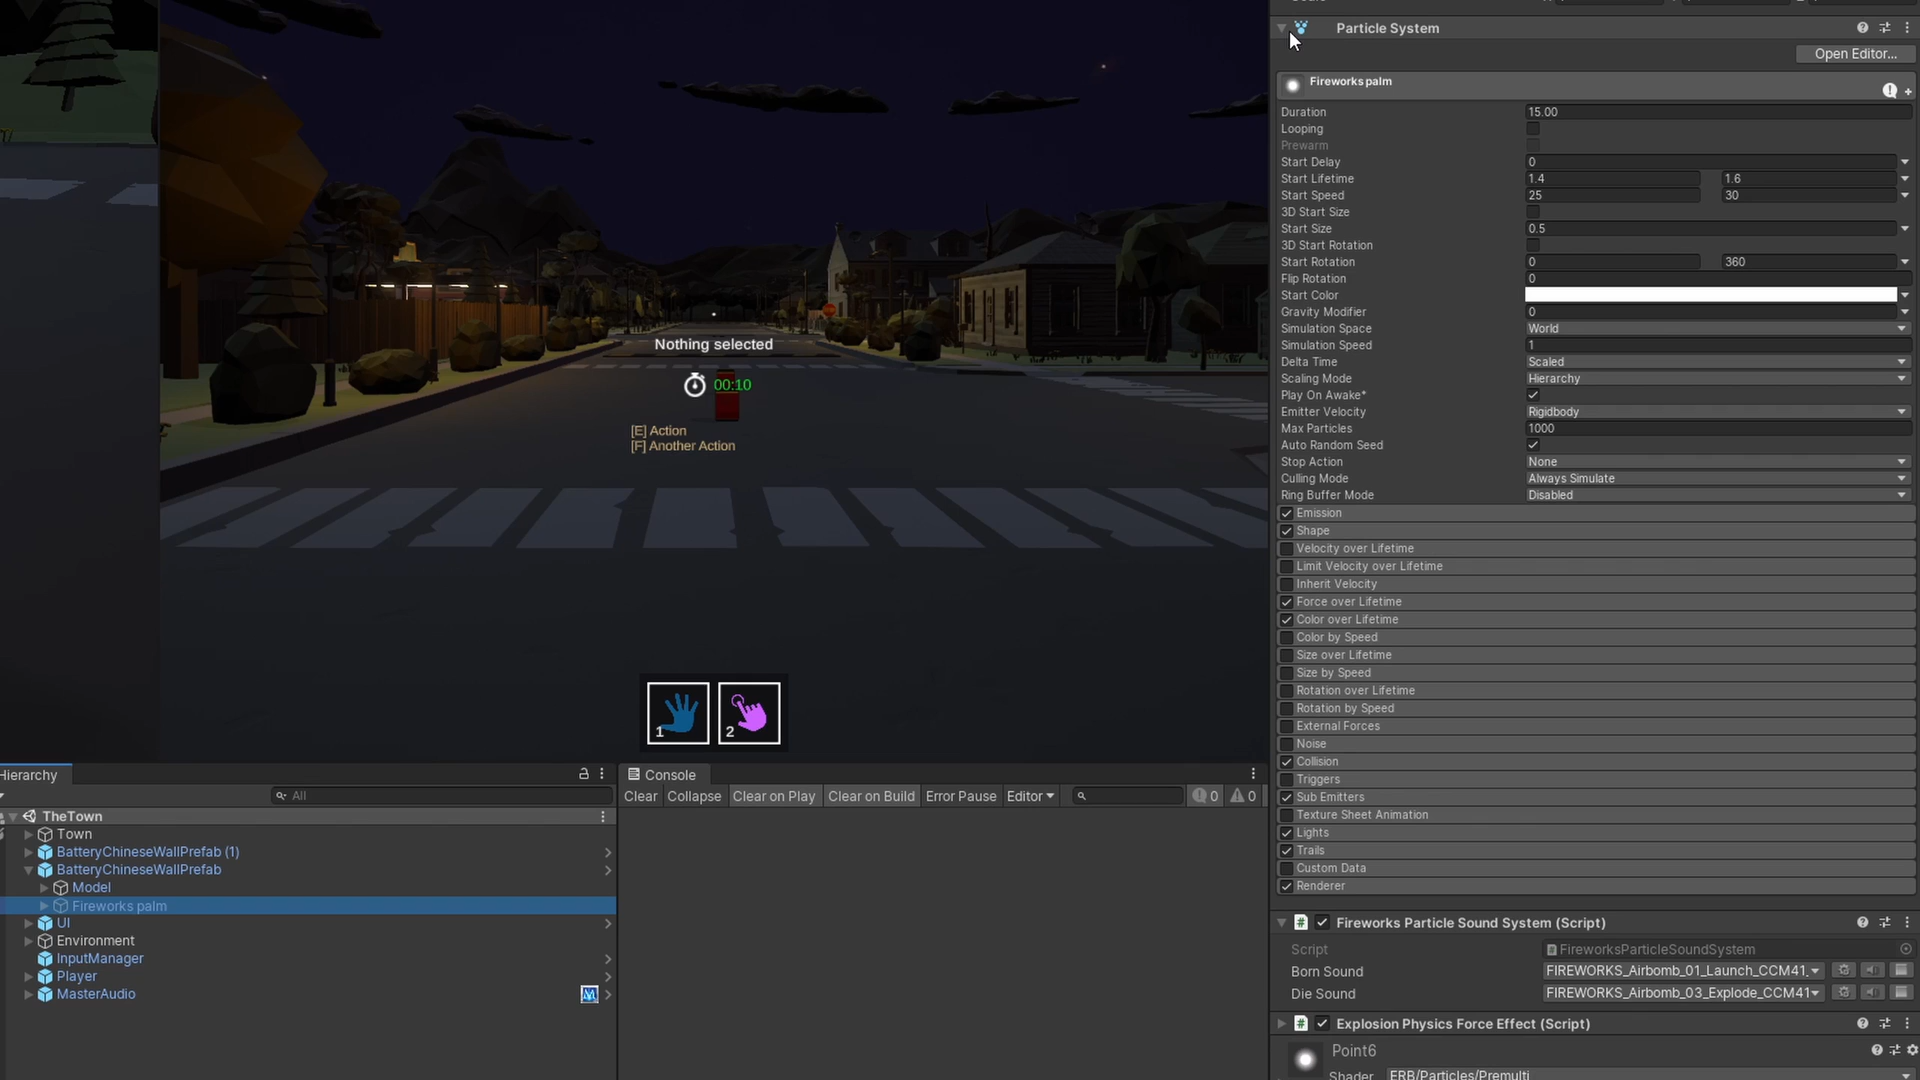 Particle System
Open Editor...
Fireworks palm
Duration 15.00
Looping
Prewarm
Start Delay 0
Start Lifetime 1.4 1.6
Start Speed 25 30
3D Start Size
Start Size 0.5
3D Start Rotation
Start Rotation 0 360
Flip Rotation 0
Start Color
Gravity Modifier 0
Simulation Space World
Simulation Speed 1
Delta Time Scaled
Scaling Mode Hierarchy
Play On Awake*
Emitter Velocity Rigidbody
Max Particles 1000
Auto Random Seed
Stop Action None
Culling Mode Always Simulate
Ring Buffer Mode Disabled
Emission
Shape
Velocity over Lifetime
Limit Velocity over Lifetime
Inherit Velocity
Force over Lifetime
Color over Lifetime
Color by Speed
Size over Lifetime
Size by Speed
Rotation over Lifetime
Rotation by Speed
External Forces
Noise
Collision
Triggers
Sub Emitters
Texture Sheet Animation
Lights
Trails
Custom Data
Renderer
Fireworks Particle Sound System (Script)
Script FireworksParticleSoundSystem
Born Sound FIREWORKS_Airbomb_01_Launch_CCM41_
Die Sound FIREWORKS_Airbomb_03_Explode_CCM41
Explosion Physics Force Effect (Script)
Point6
Shader ERB/Particles/Premulti
Nothing selected
00:10
[E] Action
[F] Another Action
1 2
Hierarchy
All
TheTown
Town
BatteryChineseWallPrefab (1)
BatteryChineseWallPrefab
Model
Fireworks palm
UI
Environment
InputManager
Player
MasterAudio
Console
Clear Collapse Clear on Play Clear on Build Error Pause Editor 0 0